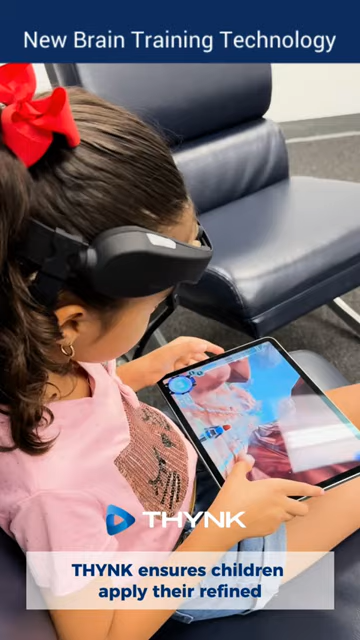 New Brain Training Technology
THYNK
THYNK ensures children
apply their refined